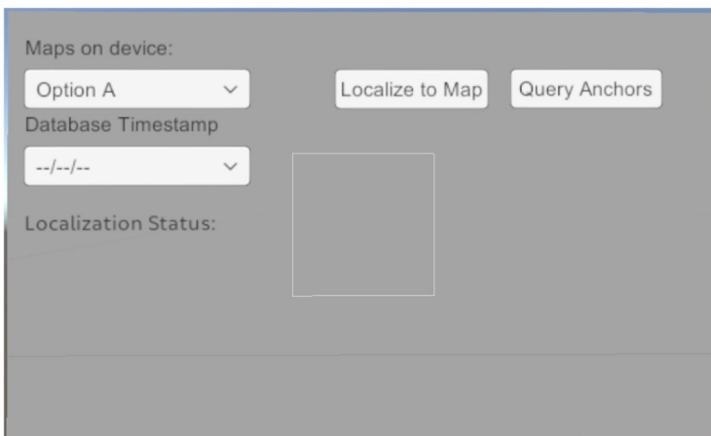 Maps on device:
Option A
Localize to Map
Query Anchors
Database Timestamp
--/--/--
Localization Status: